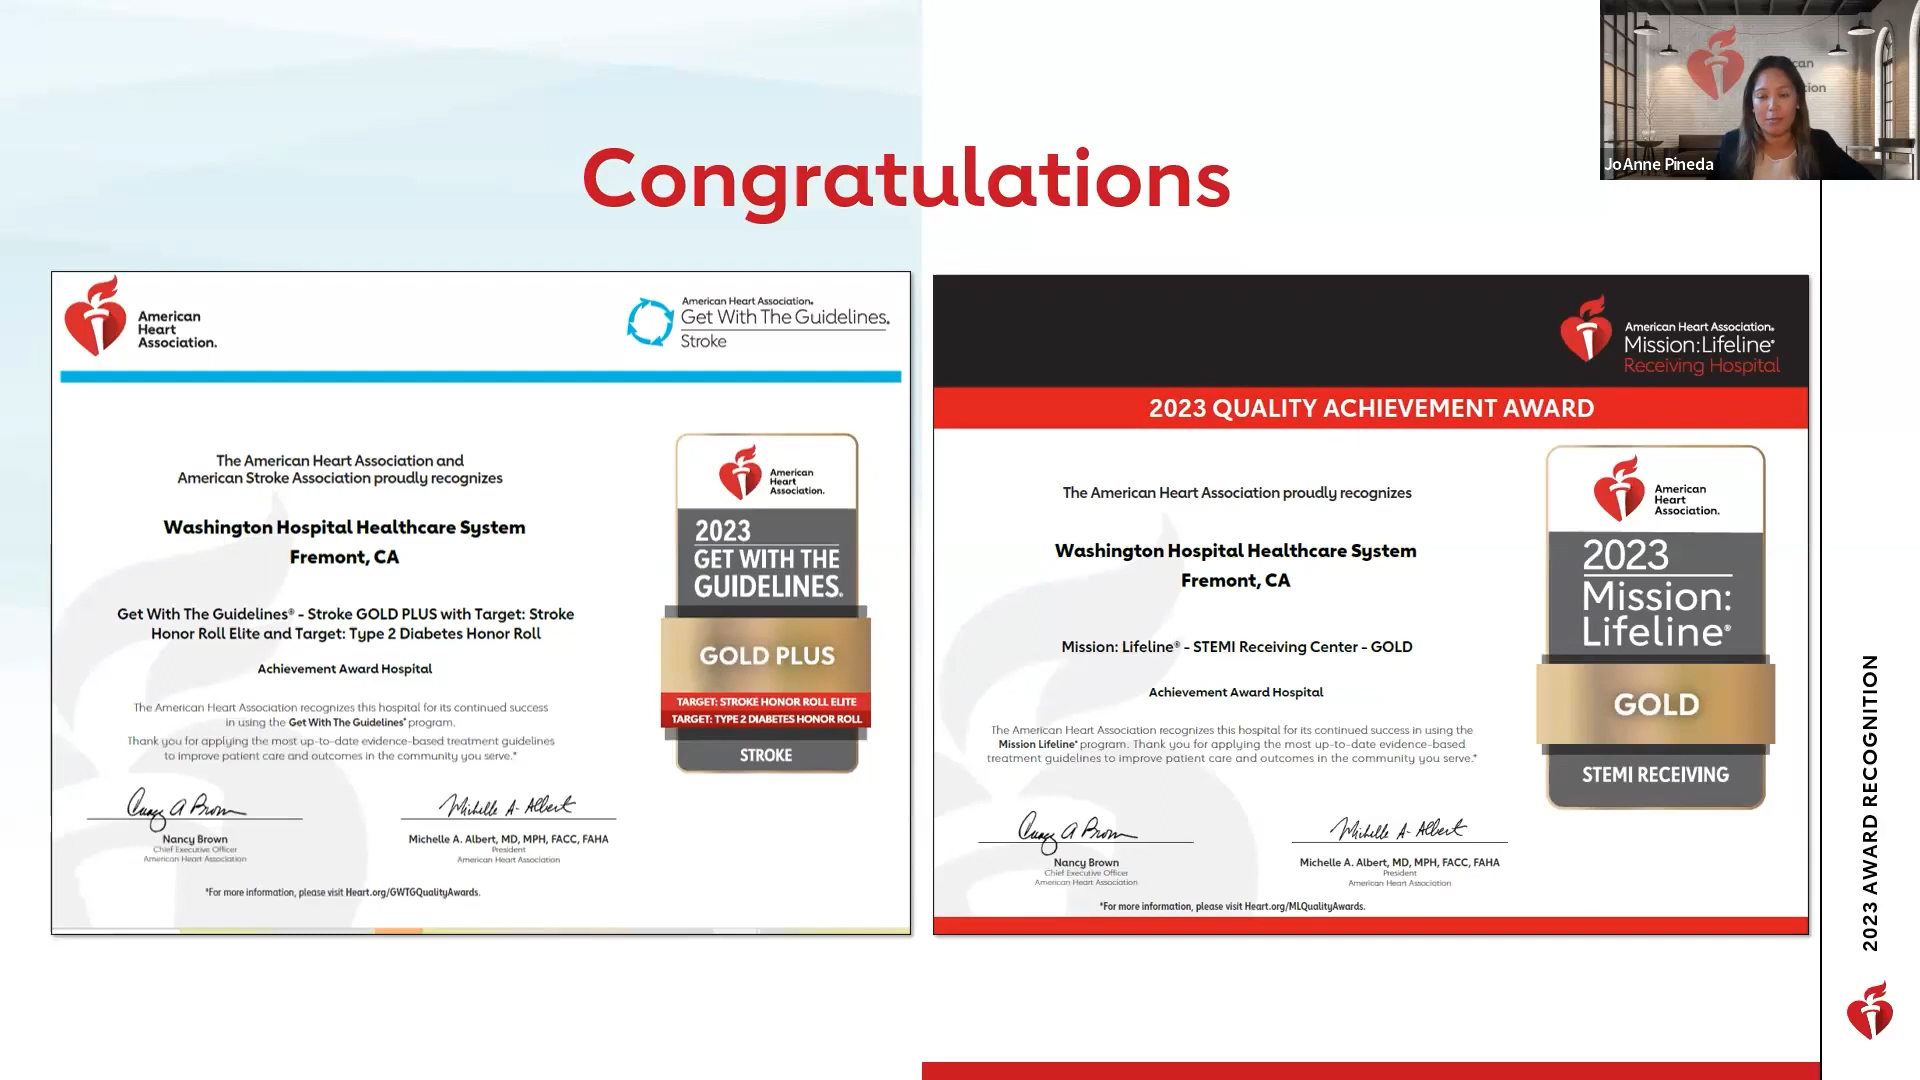 Congratulations
can
tion
JoAnne Pineda
American
Heart
Association.
American Heart Association.
Get With The Guidelines.
Stroke
The American Heart Association and
American Stroke Association proudly recognizes
Washington Hospital Healthcare System
Fremont, CA
Get With The Guidelines® - Stroke GOLD PLUS with Target: Stroke
Honor Roll Elite and Target: Type 2 Diabetes Honor Roll
Achievement Award Hospital
The American Heart Association recognizes this hospital for its continued success
in using the Get With The Guidelines® program.
Thank you for applying the most up-to-date evidence-based treatment guidelines
to improve patient care and outcomes in the community you serve.*
Nancy Brown
Chief Executive Officer
American Heart Association
Michelle A. Albert
Michelle A. Albert, MD, MPH, FACC, FAHA
President
American Heart Association
*For more information, please visit Heart.org/GWTGQualityAwards.
American
Heart
Association.
2023
GET WITH THE
GUIDELINES.
GOLD PLUS
TARGET: STROKE HONOR ROLL ELITE
TARGET: TYPE 2 DIABETES HONOR ROLL
STROKE
American Heart Association.
Mission:Lifeline®
Receiving Hospital
2023 QUALITY ACHIEVEMENT AWARD
The American Heart Association proudly recognizes
Washington Hospital Healthcare System
Fremont, CA
Mission: Lifeline® - STEMI Receiving Center - GOLD
Achievement Award Hospital
The American Heart Association recognizes this hospital for its continued success in using the
Mission Lifeline® program. Thank you for applying the most up-to-date evidence-based
treatment guidelines to improve patient care and outcomes in the community you serve.*
Nancy Brown
Chief Executive Officer
American Heart Association
Michelle A. Albert
Michelle A. Albert, MD, MPH, FACC, FAHA
President
American Heart Association
*For more information, please visit Heart.org/MLQualityAwards.
American
Heart
Association.
2023
Mission:
Lifeline®
GOLD
STEMI RECEIVING
2023 AWARD RECOGNITION